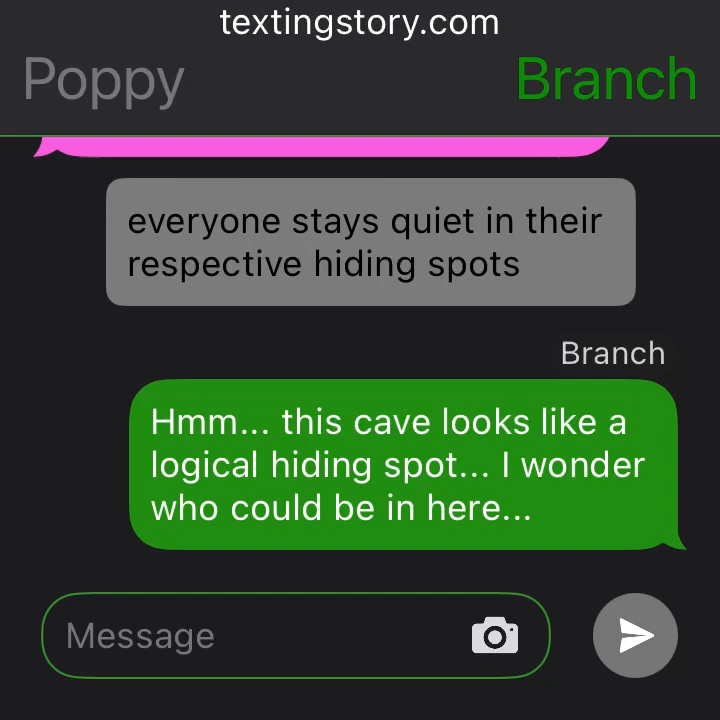 textingstory.com
Poppy Branch
everyone stays quiet in their
respective hiding spots
Branch
Hmm... this cave looks like a
logical hiding spot... I wonder
who could be in here...
Message